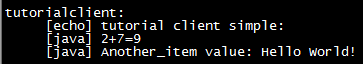 tutorialclient:
[echo] tutorial client simple:
[java] 2+7=9
[java] Another_item value: Hello World!